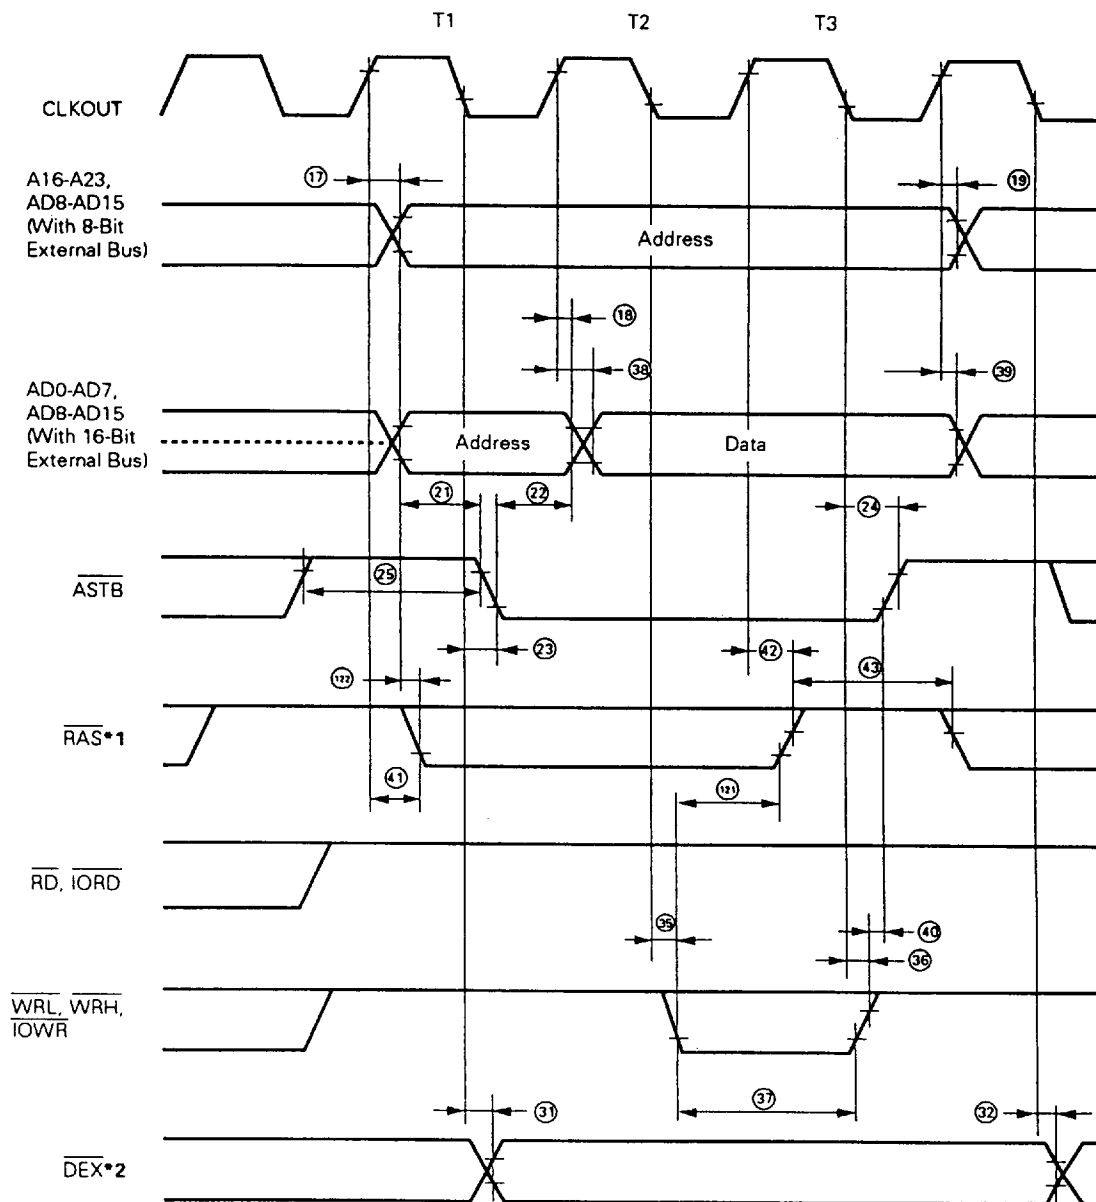 T1 T2 T3
CLKOUT
A16-A23,
AD8-AD15
(With 8-Bit
External Bus)
17 19
Address
18
38 39
AD0-AD7,
AD8-AD15
(With 16-Bit
External Bus)
Address Data
21 22 24
ASTB
25
23 42
122 43
RAS*1
41 121
RD, IORD
35 40
36
WRL, WRH,
IOWR
37
31 32
DEX*2